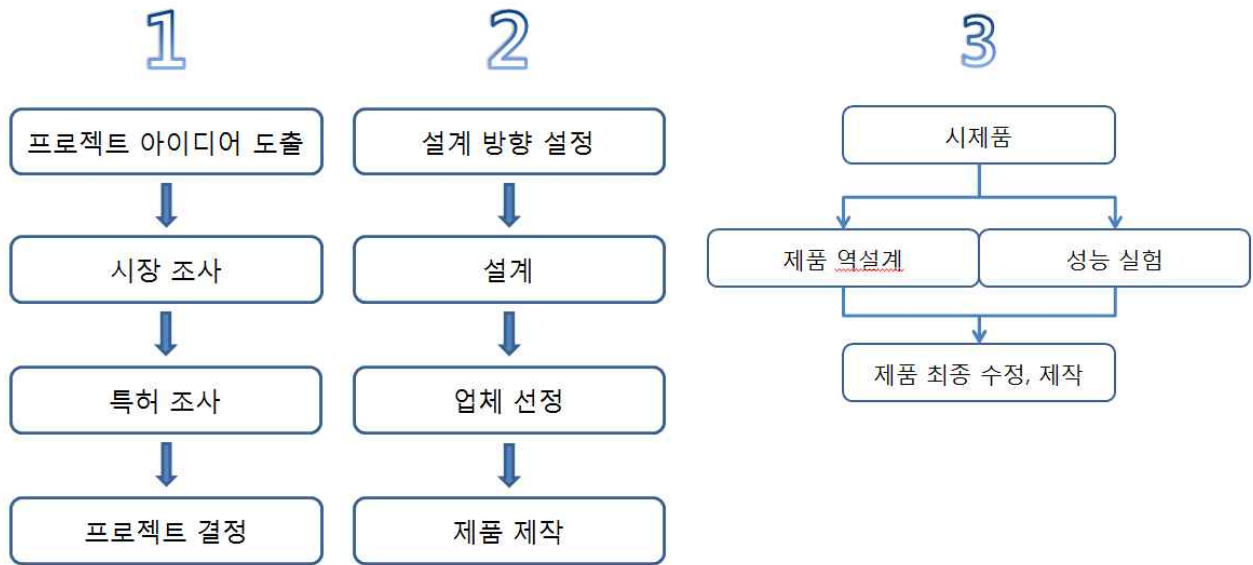 1
프로젝트 아이디어 도출
시장 조사
특허 조사
프로젝트 결정
2
설계 방향 설정
설계
업체 선정
제품 제작
3
시제품
제품 역설계
성능 실험
제품 최종 수정, 제작